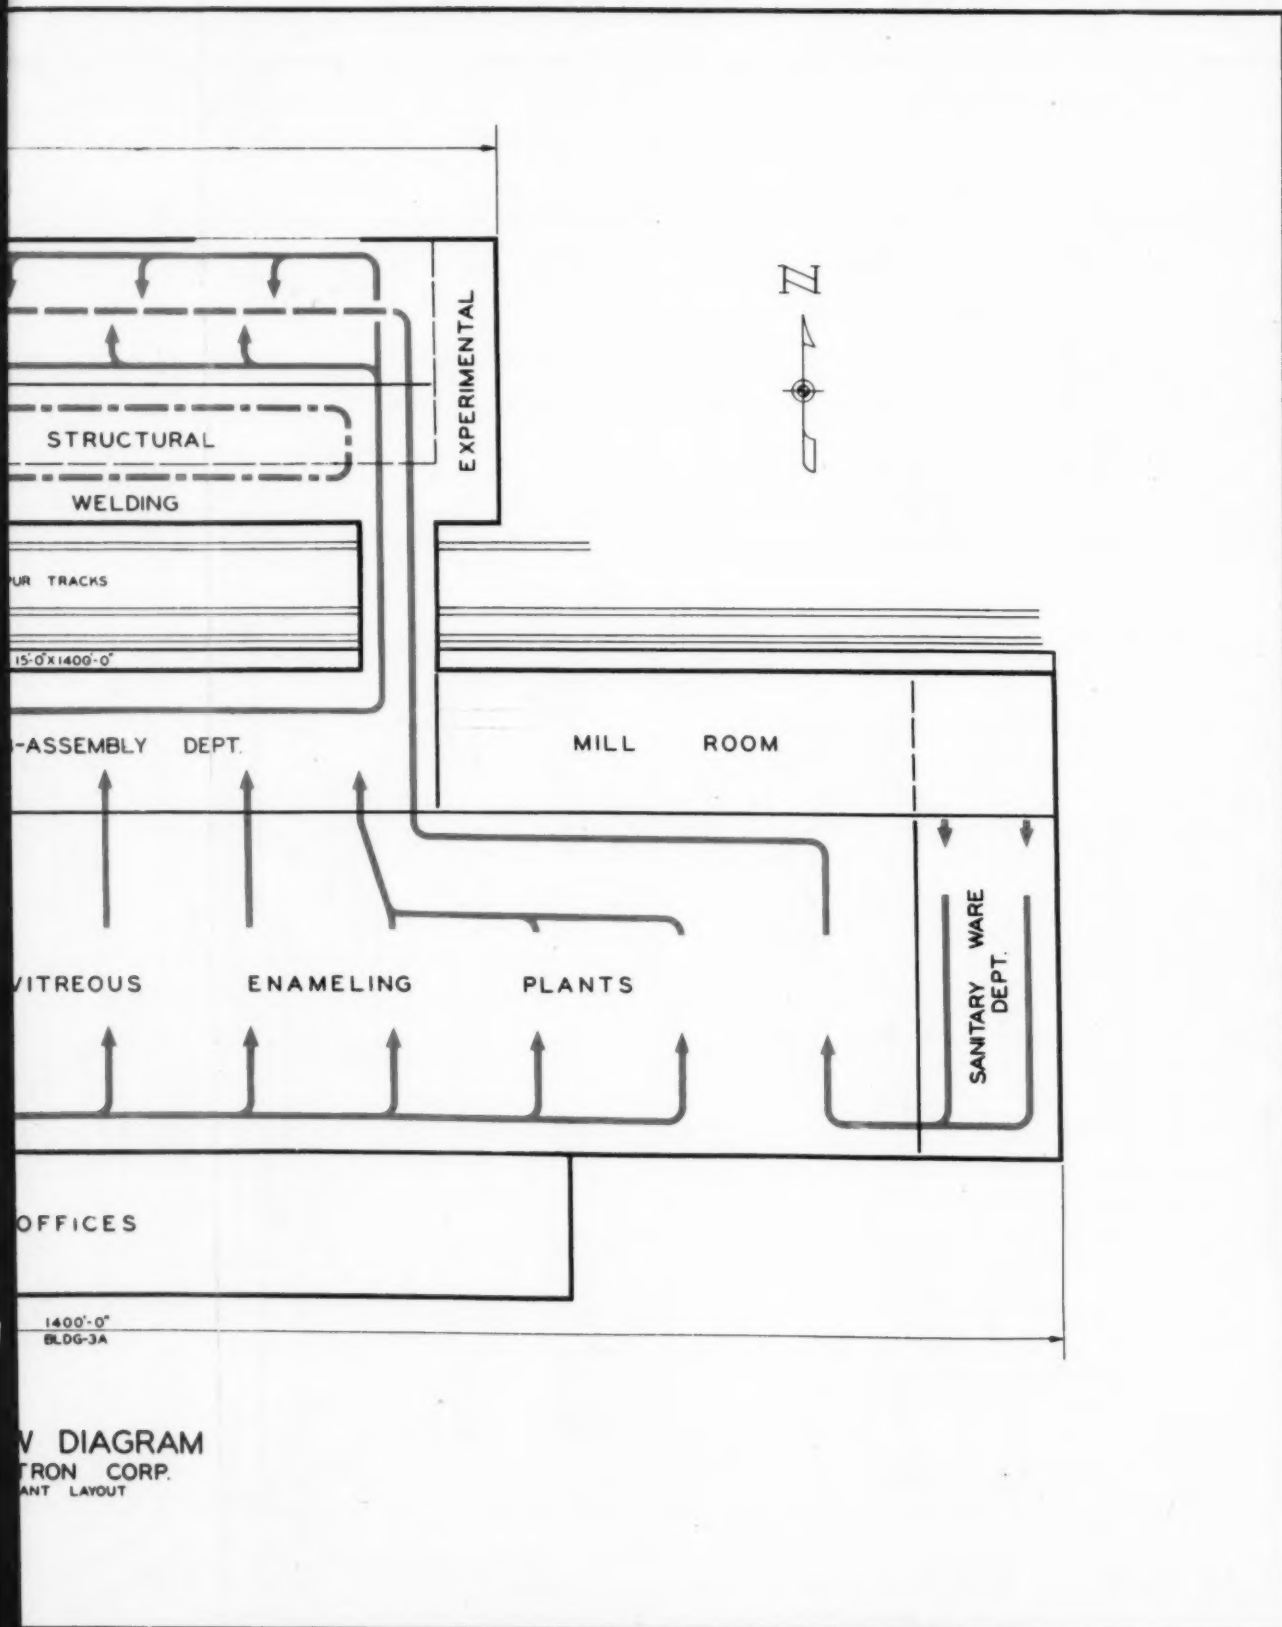 N
EXPERIMENTAL
STRUCTURAL
WELDING
UR TRACKS
15'-0"X1400'-0"
-ASSEMBLY DEPT.
MILL ROOM
SANITARY WARE
DEPT.
VITREOUS ENAMELING PLANTS
OFFICES
1400'-0"
BLDG-3A
W DIAGRAM
TRON CORP.
ANT LAYOUT